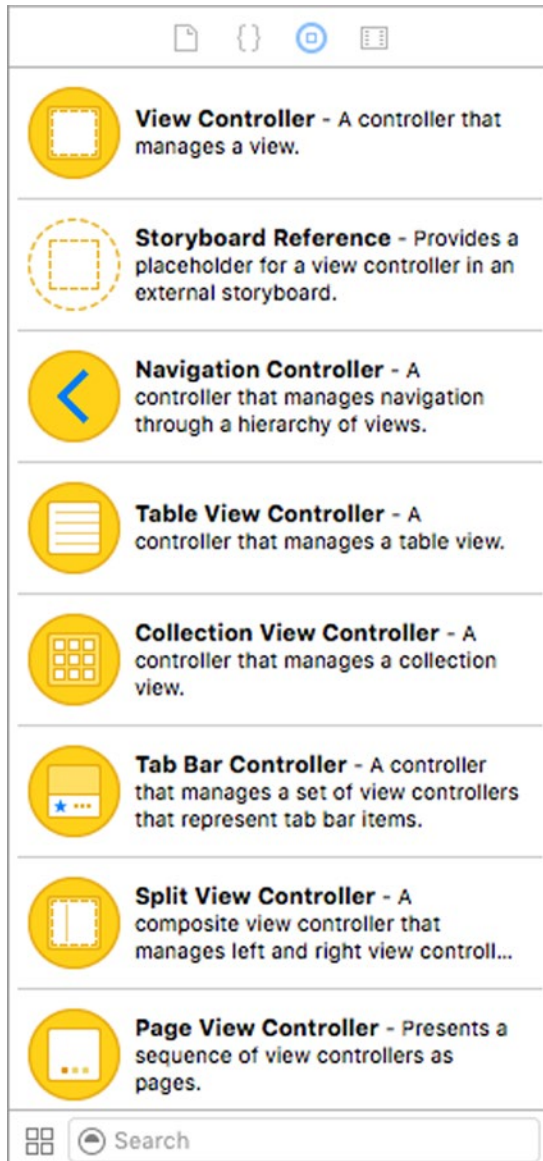 View Controller - A controller that
manages a view.
Storyboard Reference - Provides a
placeholder for a view controller in an
external storyboard.
Navigation Controller - A
controller that manages navigation
through a hierarchy of views.
Table View Controller - A
controller that manages a table view.
Collection View Controller - A
controller that manages a collection
view.
Tab Bar Controller - A controller
that manages a set of view controllers
that represent tab bar items.
Split View Controller - A
composite view controller that
manages left and right view controll...
Page View Controller - Presents a
sequence of view controllers as
pages.
Search